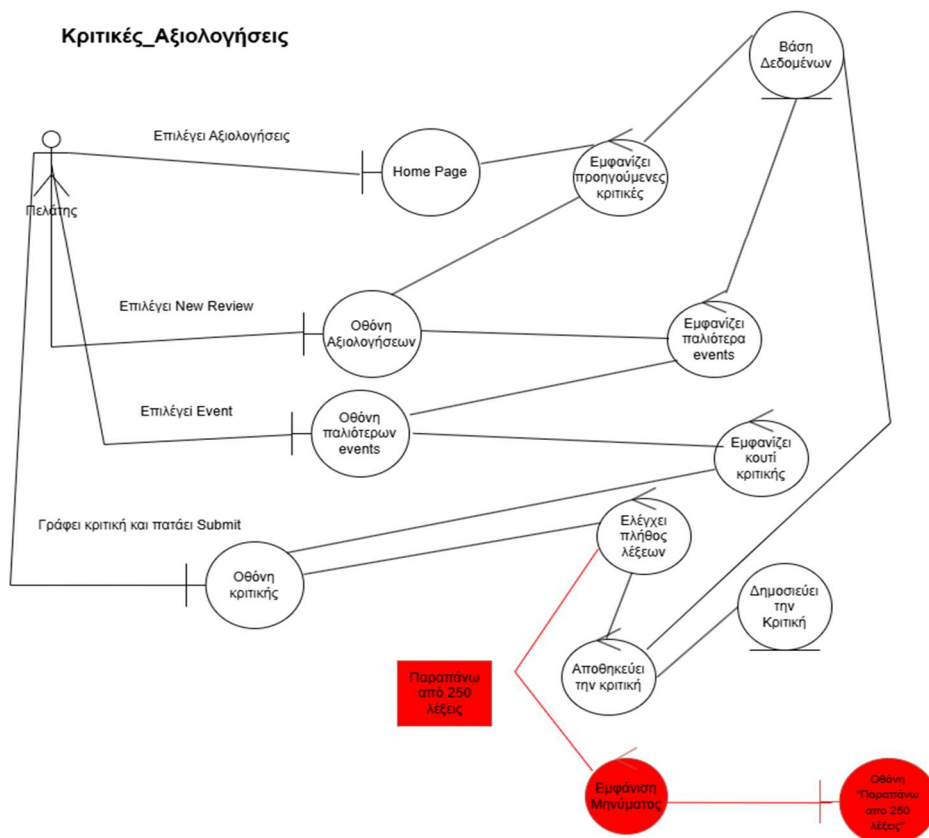 Κριτικές_Αξιολογήσεις
Βάση
Δεδομένων
Επιλέγει Αξιολογήσεις
Home Page
Εμφανίζει
προηγούμενες
κριτικές
Πελάτης
Επιλέγει New Review
Οθόνη
Αξιολογήσεων
Εμφανίζει
παλιότερα
events
Επιλέγεί Event
Οθόνη
παλιότερων
events
Εμφανίζει
κουτί
κριτικής
Γράφει κριτική και πατάει Submit
Ελέγχει
πλήθος
λέξεων
Οθόνη
κριτικής
Δημοσιεύει
την
Κριτική
Αποθηκεύει
την κριτική
Παραπάνω
από 250
λέξεις
Εμφάνιση
Μηνύματος
Οθόνη
"Παραπάνω
απο 250
λέξεις"